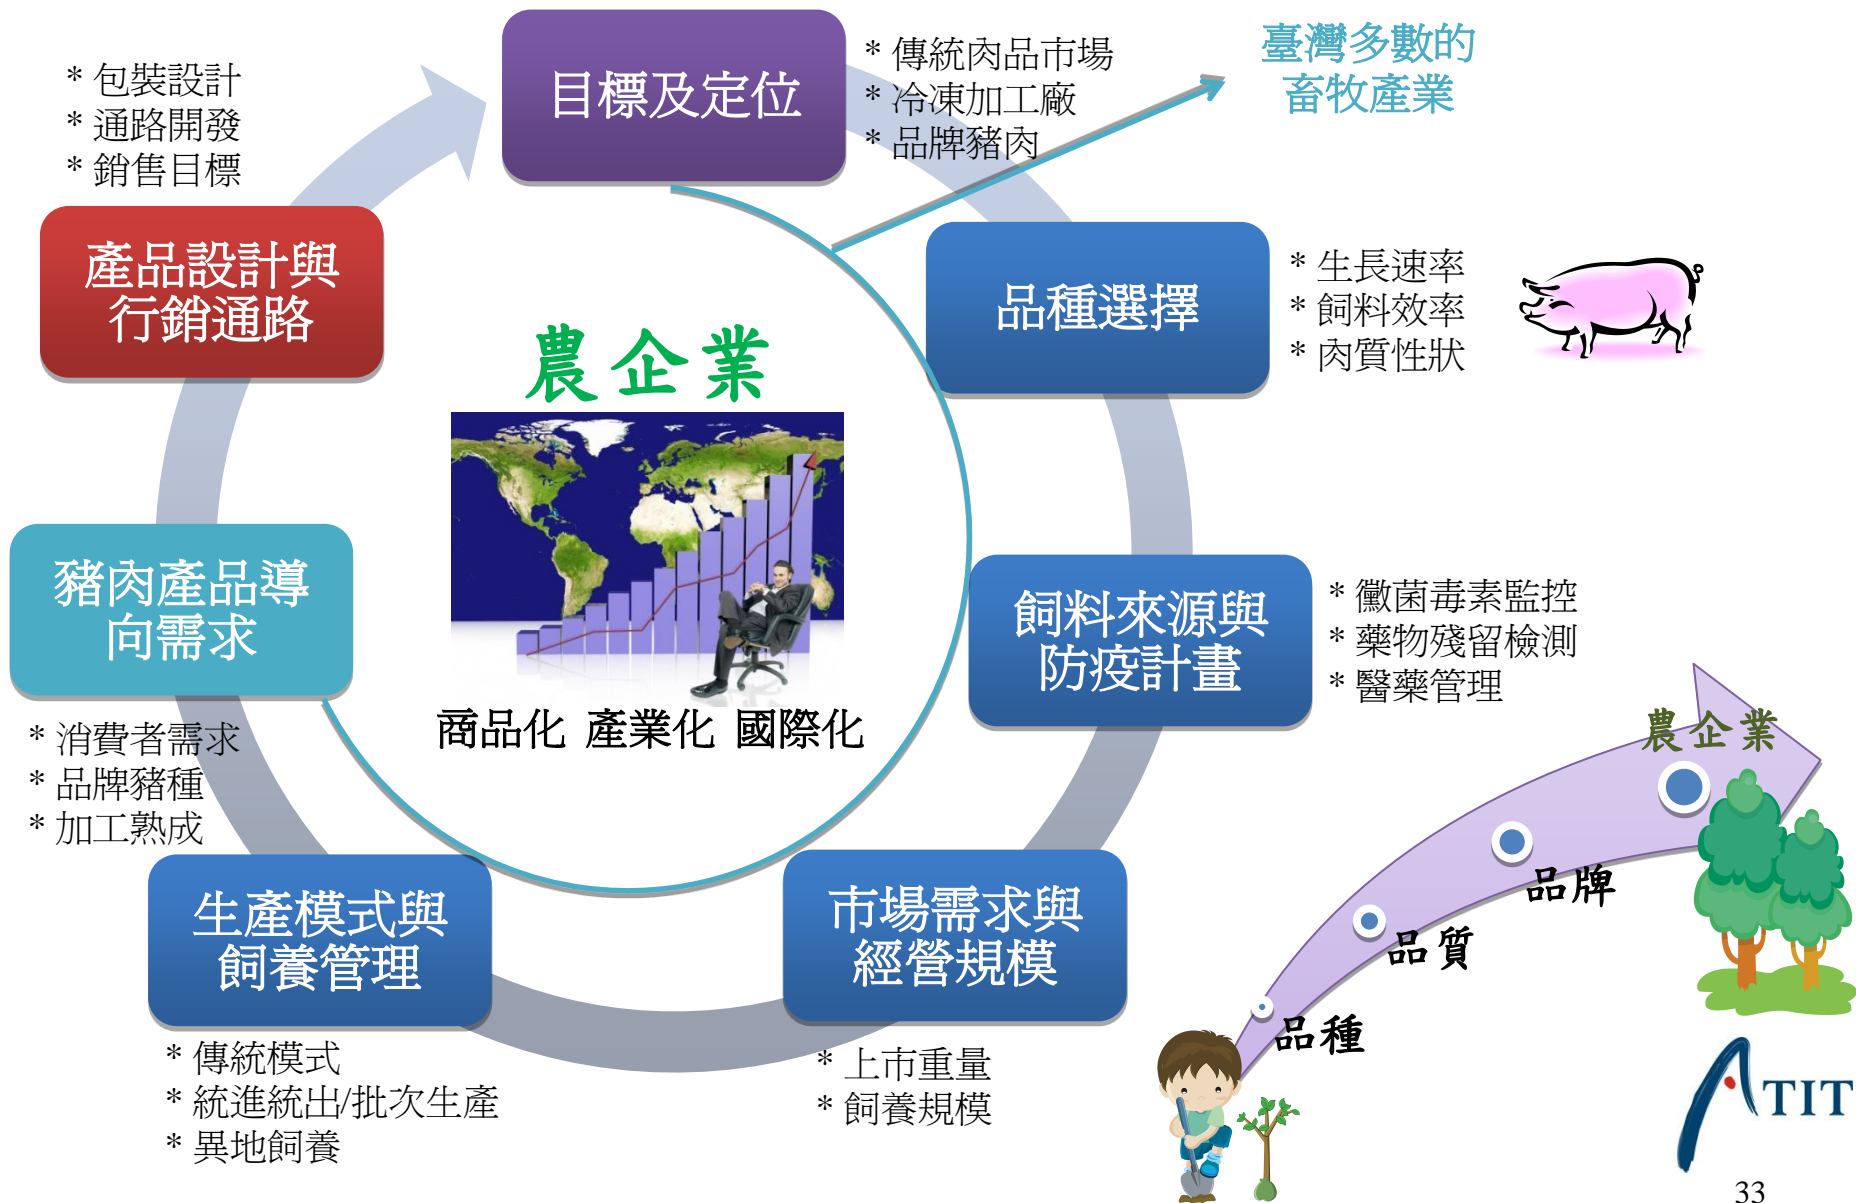 目標及定位
* 傳統肉品市場
* 冷凍加工廠
* 品牌豬肉
臺灣多數的
畜牧產業
品種選擇
* 生長速率
* 飼料效率
* 肉質性狀
飼料來源與
防疫計畫
* 黴菌毒素監控
* 藥物殘留檢測
* 醫藥管理
市場需求與
經營規模
* 上市重量
* 飼養規模
生產模式與
飼養管理
* 傳統模式
* 統進統出/批次生產
* 異地飼養
豬肉產品導
向需求
* 消費者需求
* 品牌豬種
* 加工熟成
產品設計與
行銷通路
* 包裝設計
* 通路開發
* 銷售目標
農企業
商品化 產業化 國際化
農企業
品牌
品質
品種
ATIT
33